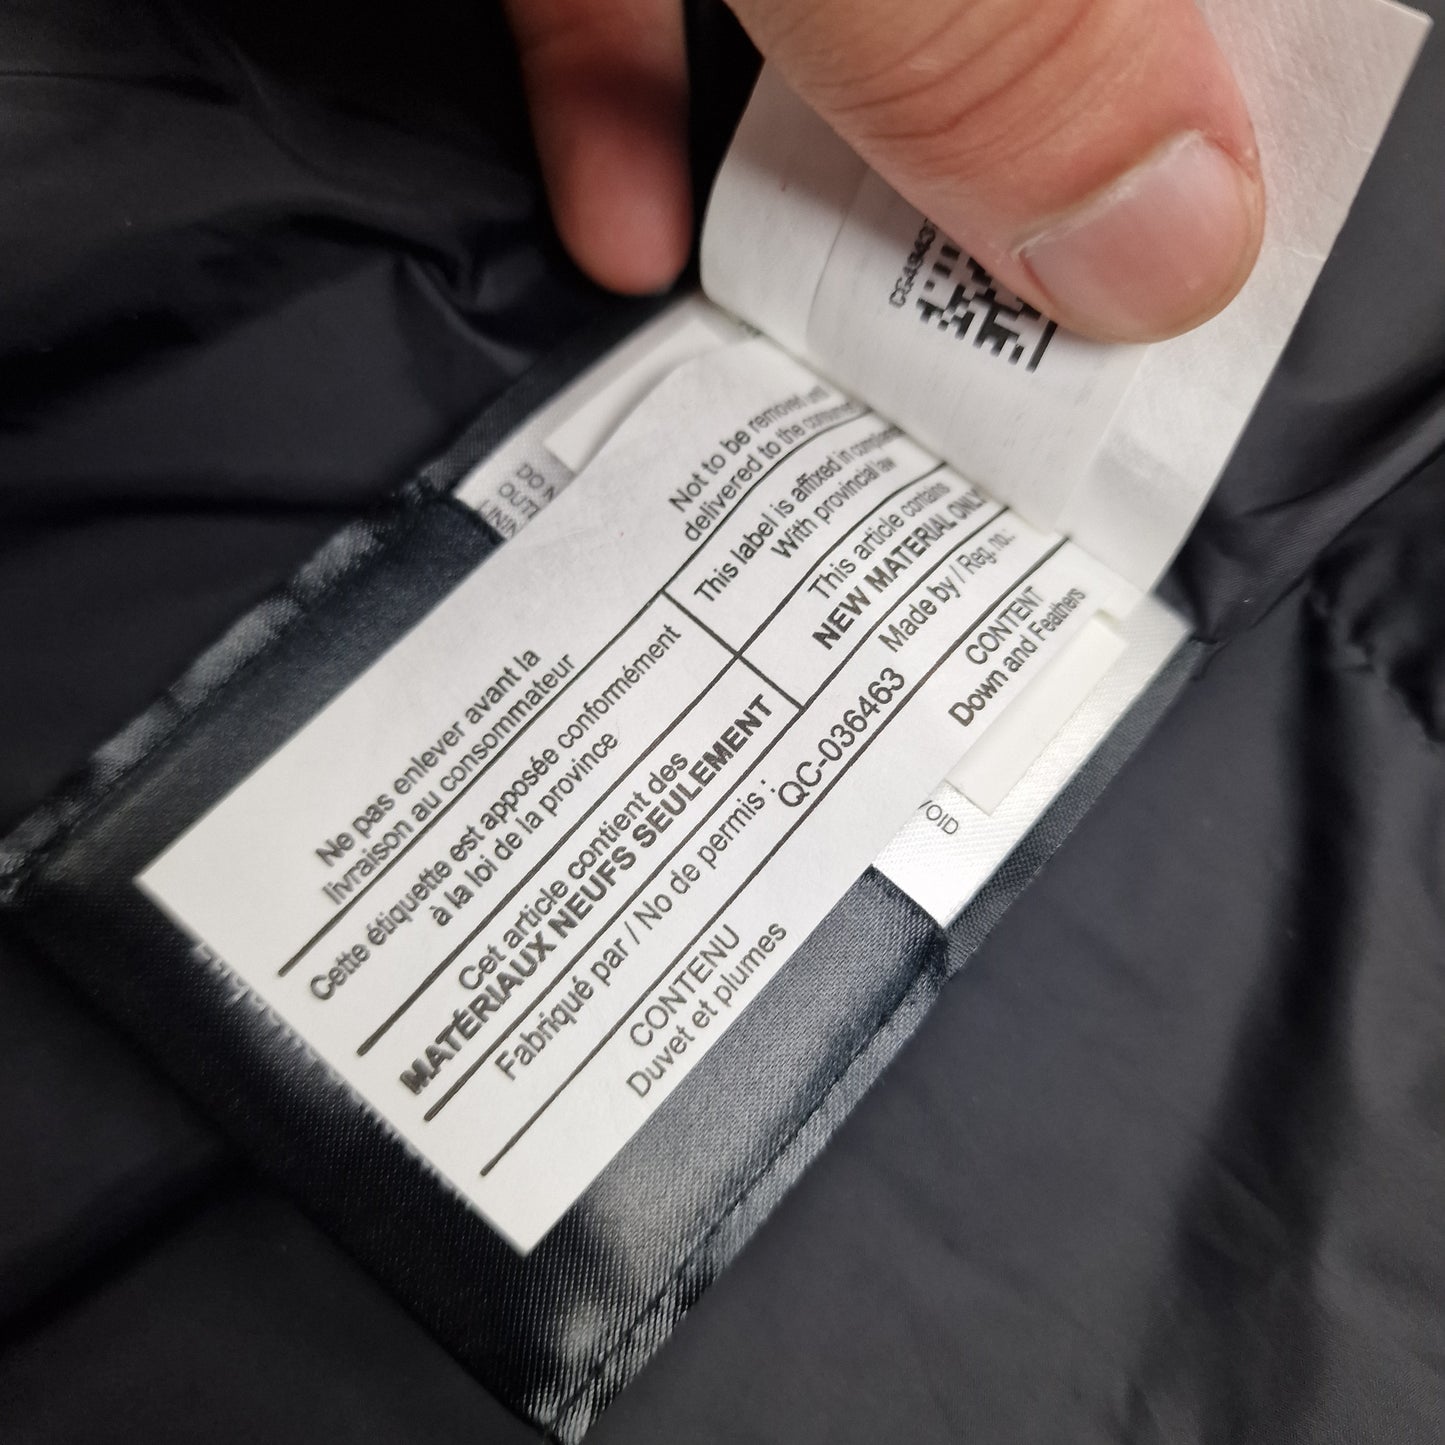 Not to be removed until
delivered to the consumer
This label is affixed in compliance
With provincial law
This article contains
NEW MATERIAL ONLY
Made by / Reg. no.:
CONTENT
Down and Feathers
Ne pas enlever avant la
livraison au consommateur
Cette étiquette est apposée conformément
à la loi de la province
Cet article contient des
MATÉRIAUX NEUFS SEULEMENT
Fabriqué par / No de permis :
QC-036463
CONTENU
Duvet et plumes